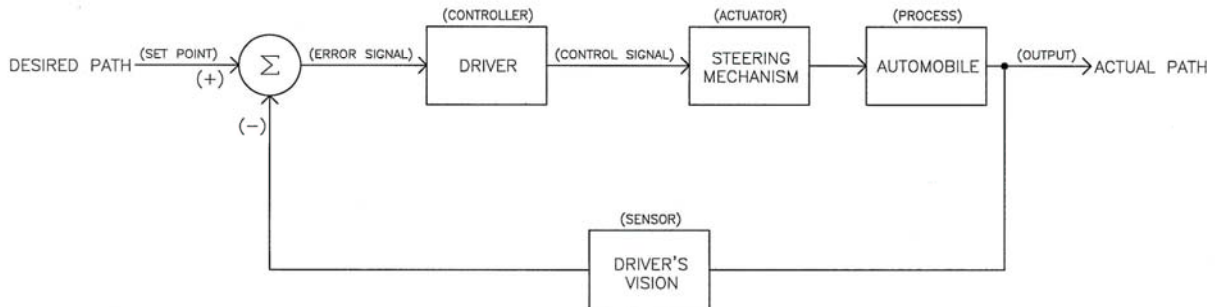 (CONTROLLER)
(ACTUATOR)
(PROCESS)
DESIRED PATH
(SET POINT)
(+)
Σ
(ERROR SIGNAL)
DRIVER
(CONTROL SIGNAL)
STEERING
MECHANISM
AUTOMOBILE
(OUTPUT)
ACTUAL PATH
(-)
(SENSOR)
DRIVER'S
VISION